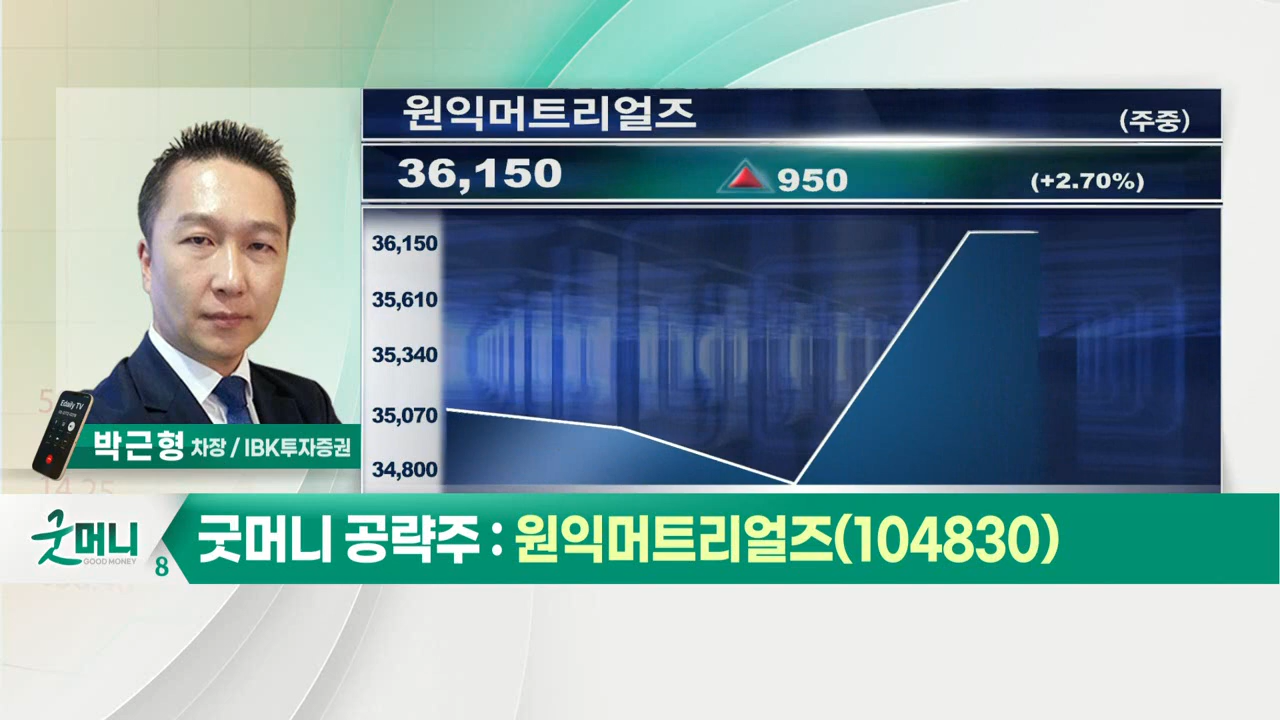 원익머트리얼즈 (주중)
36,150 ▲ 950 (+2.70%)
36,150
35,610
35,340
35,070
34,800
Edaily TV
박근형 차장 / IBK투자증권
14.25
굿머니
GOOD MONEY
8
굿머니 공략주 : 원익머트리얼즈(104830)